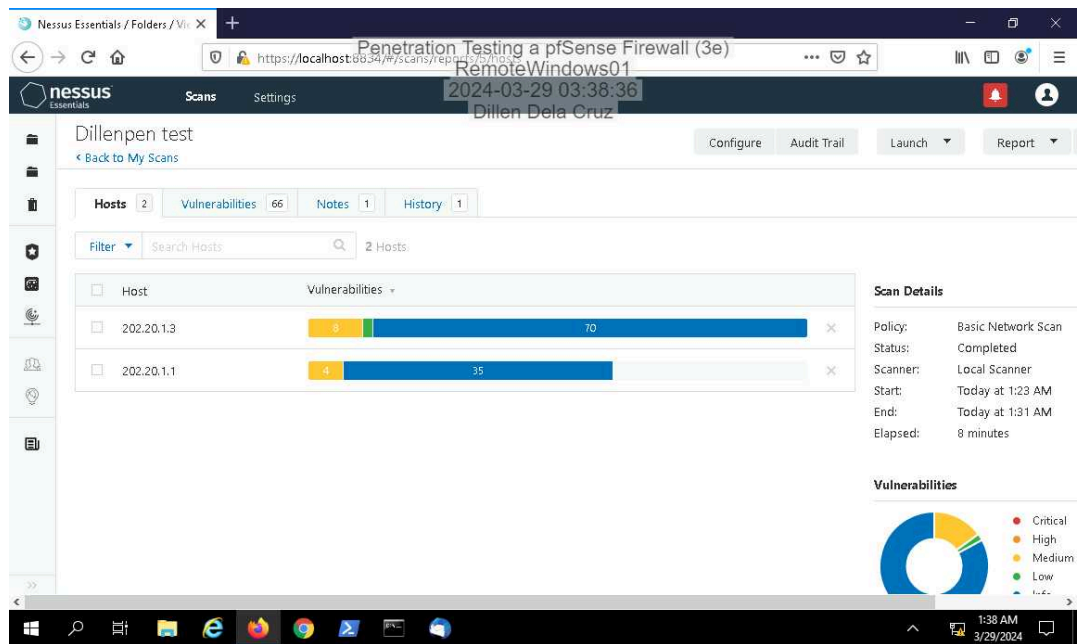 Nessus Essentials / Folders / Vie
https://localhost:8834/#/scans/reports/5/hosts
Penetration Testing a pfSense Firewall (3e)
RemoteWindows01
2024-03-29 03:38:36
Dillen Dela Cruz
nessus
Essentials
Scans Settings
Dillenpen test
< Back to My Scans
Configure Audit Trail Launch Report
Hosts 2 Vulnerabilities 66 Notes 1 History 1
Filter Search Hosts 2 Hosts
Host Vulnerabilities
202.20.1.3 8 70
202.20.1.1 4 35
Scan Details
Policy: Basic Network Scan
Status: Completed
Scanner: Local Scanner
Start: Today at 1:23 AM
End: Today at 1:31 AM
Elapsed: 8 minutes
Vulnerabilities
Critical
High
Medium
Low
1:38 AM
3/29/2024